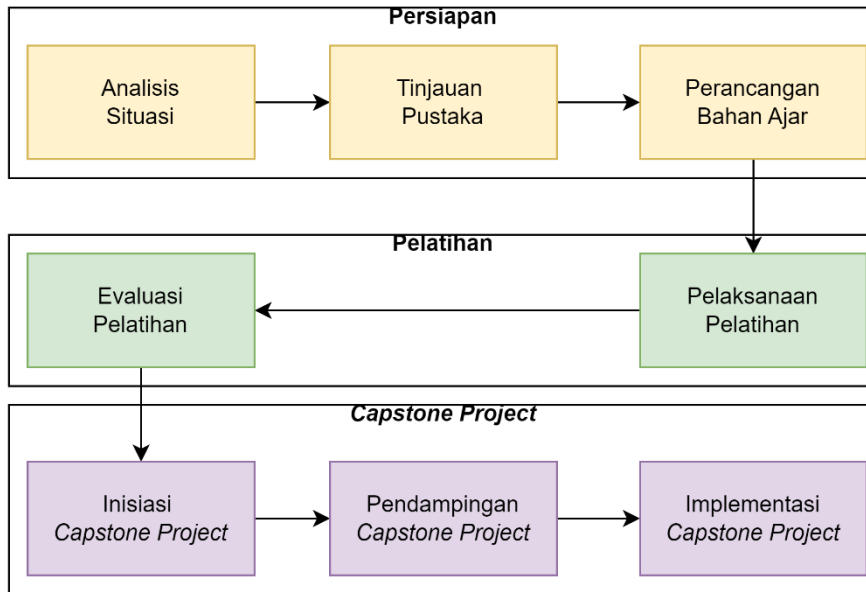 Persiapan
Analisis
Situasi
Tinjauan
Pustaka
Perancangan
Bahan Ajar
Pelatihan
Evaluasi
Pelatihan
Pelaksanaan
Pelatihan
Capstone Project
Inisiasi
Capstone Project
Pendampingan
Capstone Project
Implementasi
Capstone Project